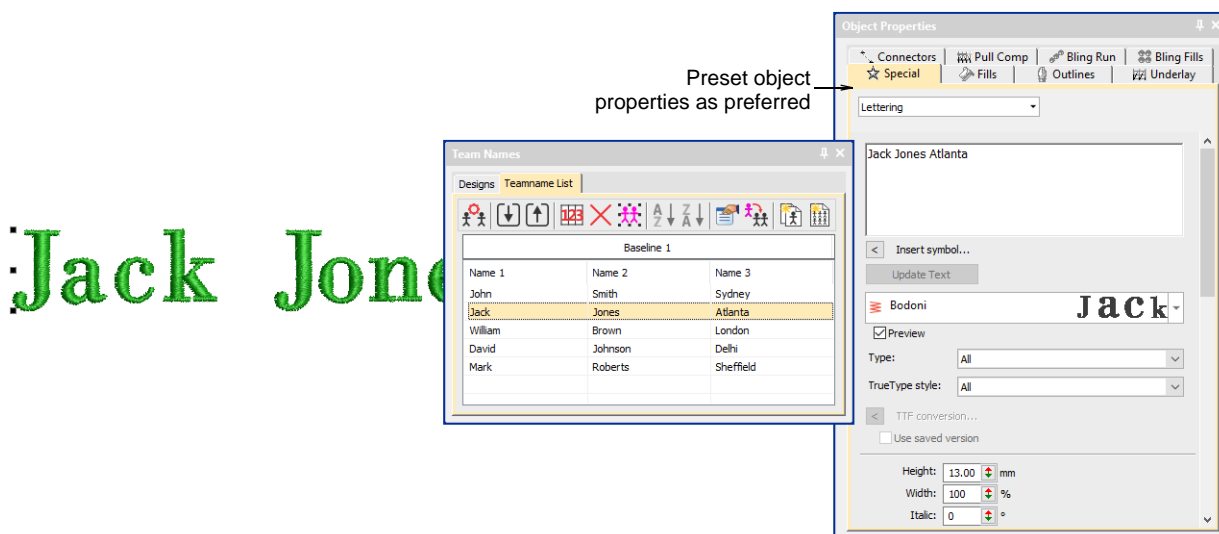 Object Properties
Connectors Pull Comp Bling Run Bling Fills
Special Fills Outlines Underlay
Preset object
properties as preferred
Lettering
Jack Jones Atlanta
< Insert symbol...
Update Text
Bodoni Jack
Preview
Type: All
TrueType style: All
< TTF conversion...
Use saved version
Height: 13.00 mm
Width: 100 %
Italic: 0 °
Team Names
Designs Teamname List
123 A Z Z A
Baseline 1
Name 1 Name 2 Name 3
John Smith Sydney
Jack Jones Atlanta
William Brown London
David Johnson Delhi
Mark Roberts Sheffield
Jack Jone